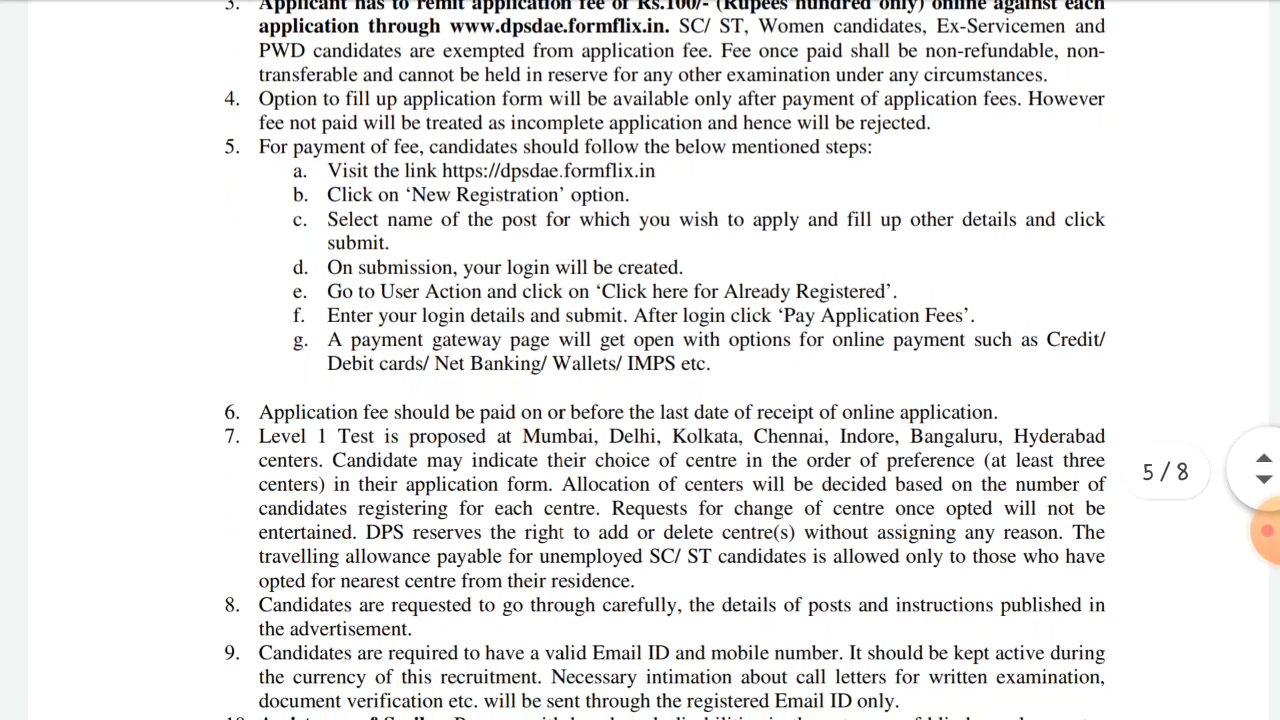 3. Applicant has to remit application fee of Rs.100/- (Rupees hundred only) online against each
application through www.dpsdae.formflix.in. SC/ ST, Women candidates, Ex-Servicemen and
PWD candidates are exempted from application fee. Fee once paid shall be non-refundable, non-
transferable and cannot be held in reserve for any other examination under any circumstances.
4. Option to fill up application form will be available only after payment of application fees. However
fee not paid will be treated as incomplete application and hence will be rejected.
5. For payment of fee, candidates should follow the below mentioned steps:
a. Visit the link https://dpsdae.formflix.in
b. Click on ‘New Registration’ option.
c. Select name of the post for which you wish to apply and fill up other details and click
submit.
d. On submission, your login will be created.
e. Go to User Action and click on ‘Click here for Already Registered’.
f. Enter your login details and submit. After login click ‘Pay Application Fees’.
g. A payment gateway page will get open with options for online payment such as Credit/
Debit cards/ Net Banking/ Wallets/ IMPS etc.
6. Application fee should be paid on or before the last date of receipt of online application.
7. Level 1 Test is proposed at Mumbai, Delhi, Kolkata, Chennai, Indore, Bangaluru, Hyderabad
centers. Candidate may indicate their choice of centre in the order of preference (at least three
centers) in their application form. Allocation of centers will be decided based on the number of
candidates registering for each centre. Requests for change of centre once opted will not be
entertained. DPS reserves the right to add or delete centre(s) without assigning any reason. The
travelling allowance payable for unemployed SC/ ST candidates is allowed only to those who have
opted for nearest centre from their residence.
8. Candidates are requested to go through carefully, the details of posts and instructions published in
the advertisement.
9. Candidates are required to have a valid Email ID and mobile number. It should be kept active during
the currency of this recruitment. Necessary intimation about call letters for written examination,
document verification etc. will be sent through the registered Email ID only.
5 / 8